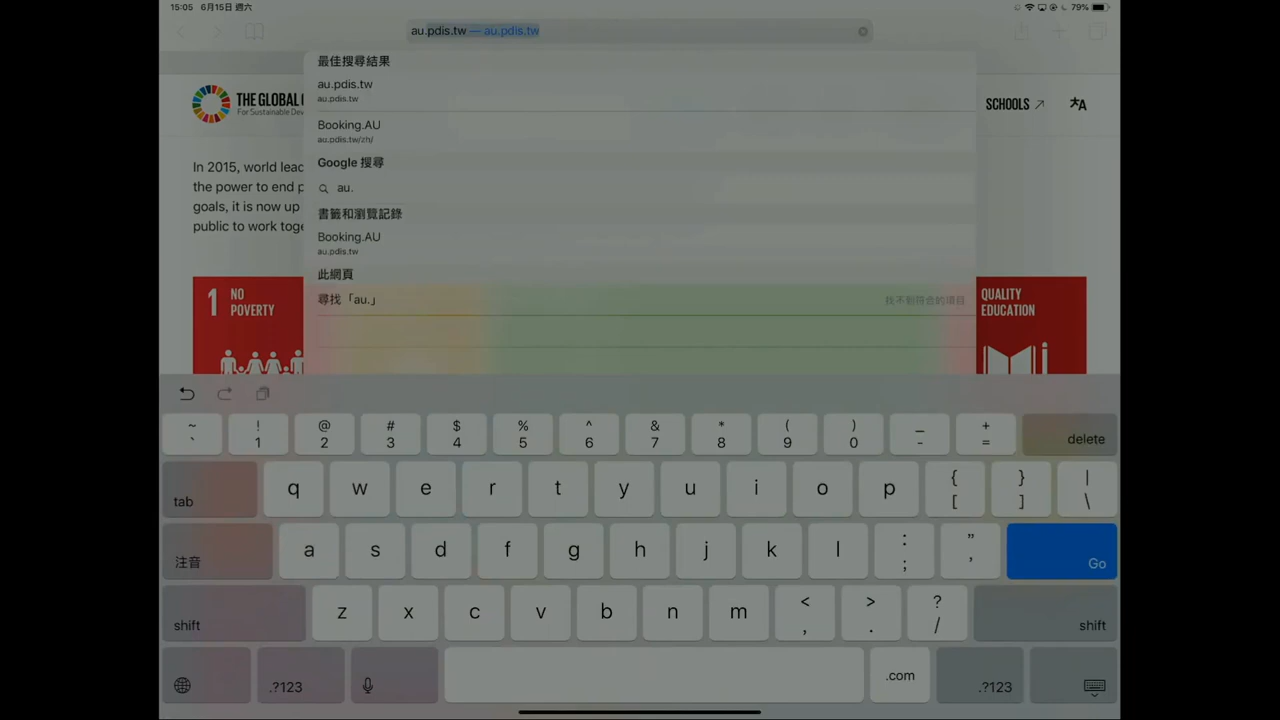 15:05 6月15日 週六
79%
au.pdis.tw — au.pdis.tw
最佳搜尋結果
au.pdis.tw
au.pdis.tw
Booking.AU
au.pdis.tw/zh/
Google 搜尋
au.
書籤和瀏覽記錄
Booking.AU
au.pdis.tw
此網頁
尋找「au.」
找不到符合的項目
THE GLOBAL
For Sustainable Dev
SCHOOLS
In 2015, world lead
the power to end p
goals, it is now up
public to work toge
1 NO
POVERTY
QUALITY
EDUCATION
~ ! @ # $ % ^ & * ( ) _ +
` 1 2 3 4 5 6 7 8 9 0 - = delete
tab q w e r t y u i o p { [ } ] | \
注音 a s d f g h j k l : ; " , Go
shift z x c v b n m < , > . ? / shift
.?123 .com .?123